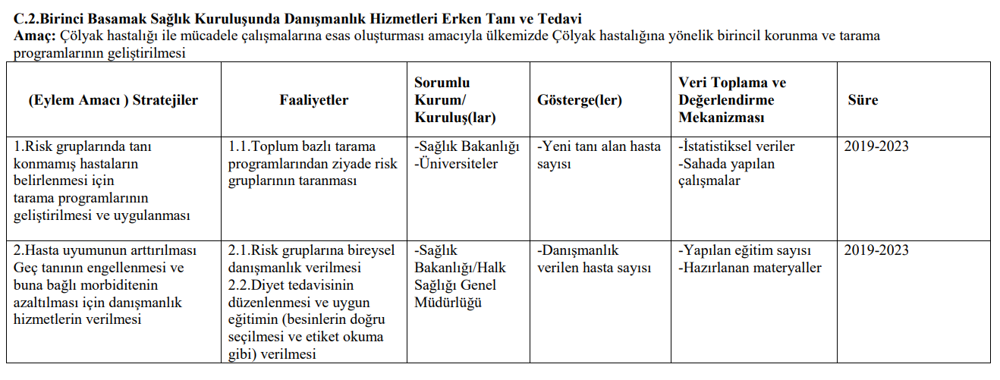 C.2.Birinci Basamak Sağlık Kuruluşunda Danışmanlık Hizmetleri Erken Tanı ve Tedavi
Amaç: Çölyak hastalığı ile mücadele çalışmalarına esas oluşturması amacıyla ülkemizde Çölyak hastalığına yönelik birincil korunma ve tarama
programlarının geliştirilmesi
(Eylem Amacı ) Stratejiler
Faaliyetler
Sorumlu
Kurum/
Kuruluş(lar)
Gösterge(ler)
Veri Toplama ve
Değerlendirme
Mekanizması
Süre
1.Risk gruplarında tanı
konmamış hastaların
belirlenmesi için
tarama programlarının
geliştirilmesi ve uygulanması
1.1.Toplum bazlı tarama
programlarından ziyade risk
gruplarının taranması
-Sağlık Bakanlığı
-Üniversiteler
-Yeni tanı alan hasta
sayısı
-İstatistiksel veriler
-Sahada yapılan
çalışmalar
2019-2023
2.Hasta uyumunun arttırılması
Geç tanının engellenmesi ve
buna bağlı morbiditenin
azaltılması için danışmanlık
hizmetlerin verilmesi
2.1.Risk gruplarına bireysel
danışmanlık verilmesi
2.2.Diyet tedavisinin
düzenlenmesi ve uygun
eğitimin (besinlerin doğru
seçilmesi ve etiket okuma
gibi) verilmesi
-Sağlık
Bakanlığı/Halk
Sağlığı Genel
Müdürlüğü
-Danışmanlık
verilen hasta sayısı
-Yapılan eğitim sayısı
-Hazırlanan materyaller
2019-2023